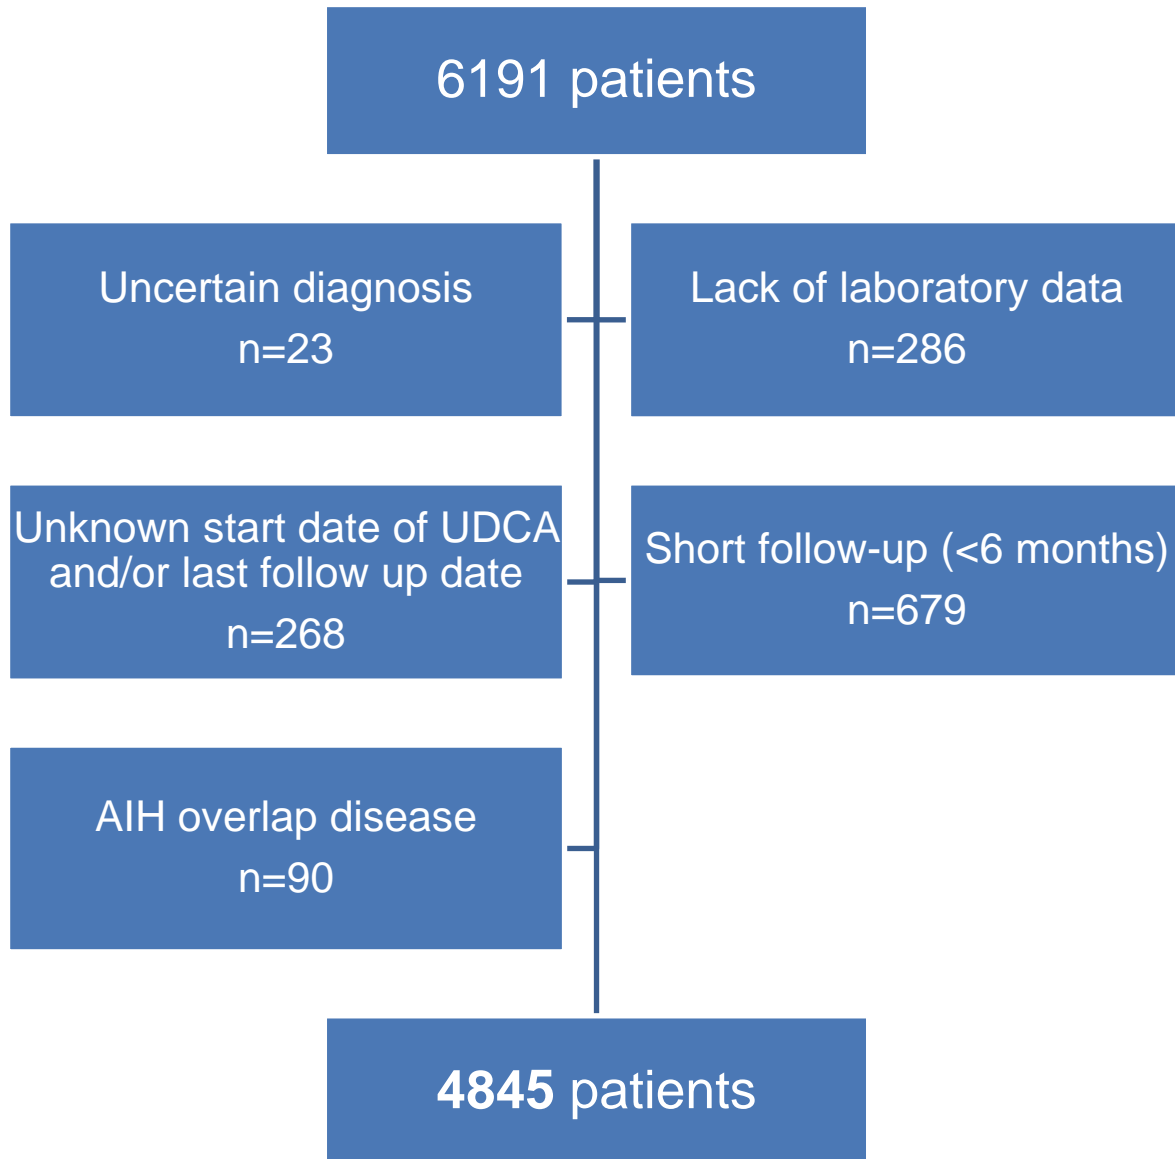 6191 patients
Uncertain diagnosis
n=23
Lack of laboratory data
n=286
Unknown start date of UDCA
and/or last follow up date
n=268
Short follow-up (<6 months)
n=679
AIH overlap disease
n=90
4845 patients